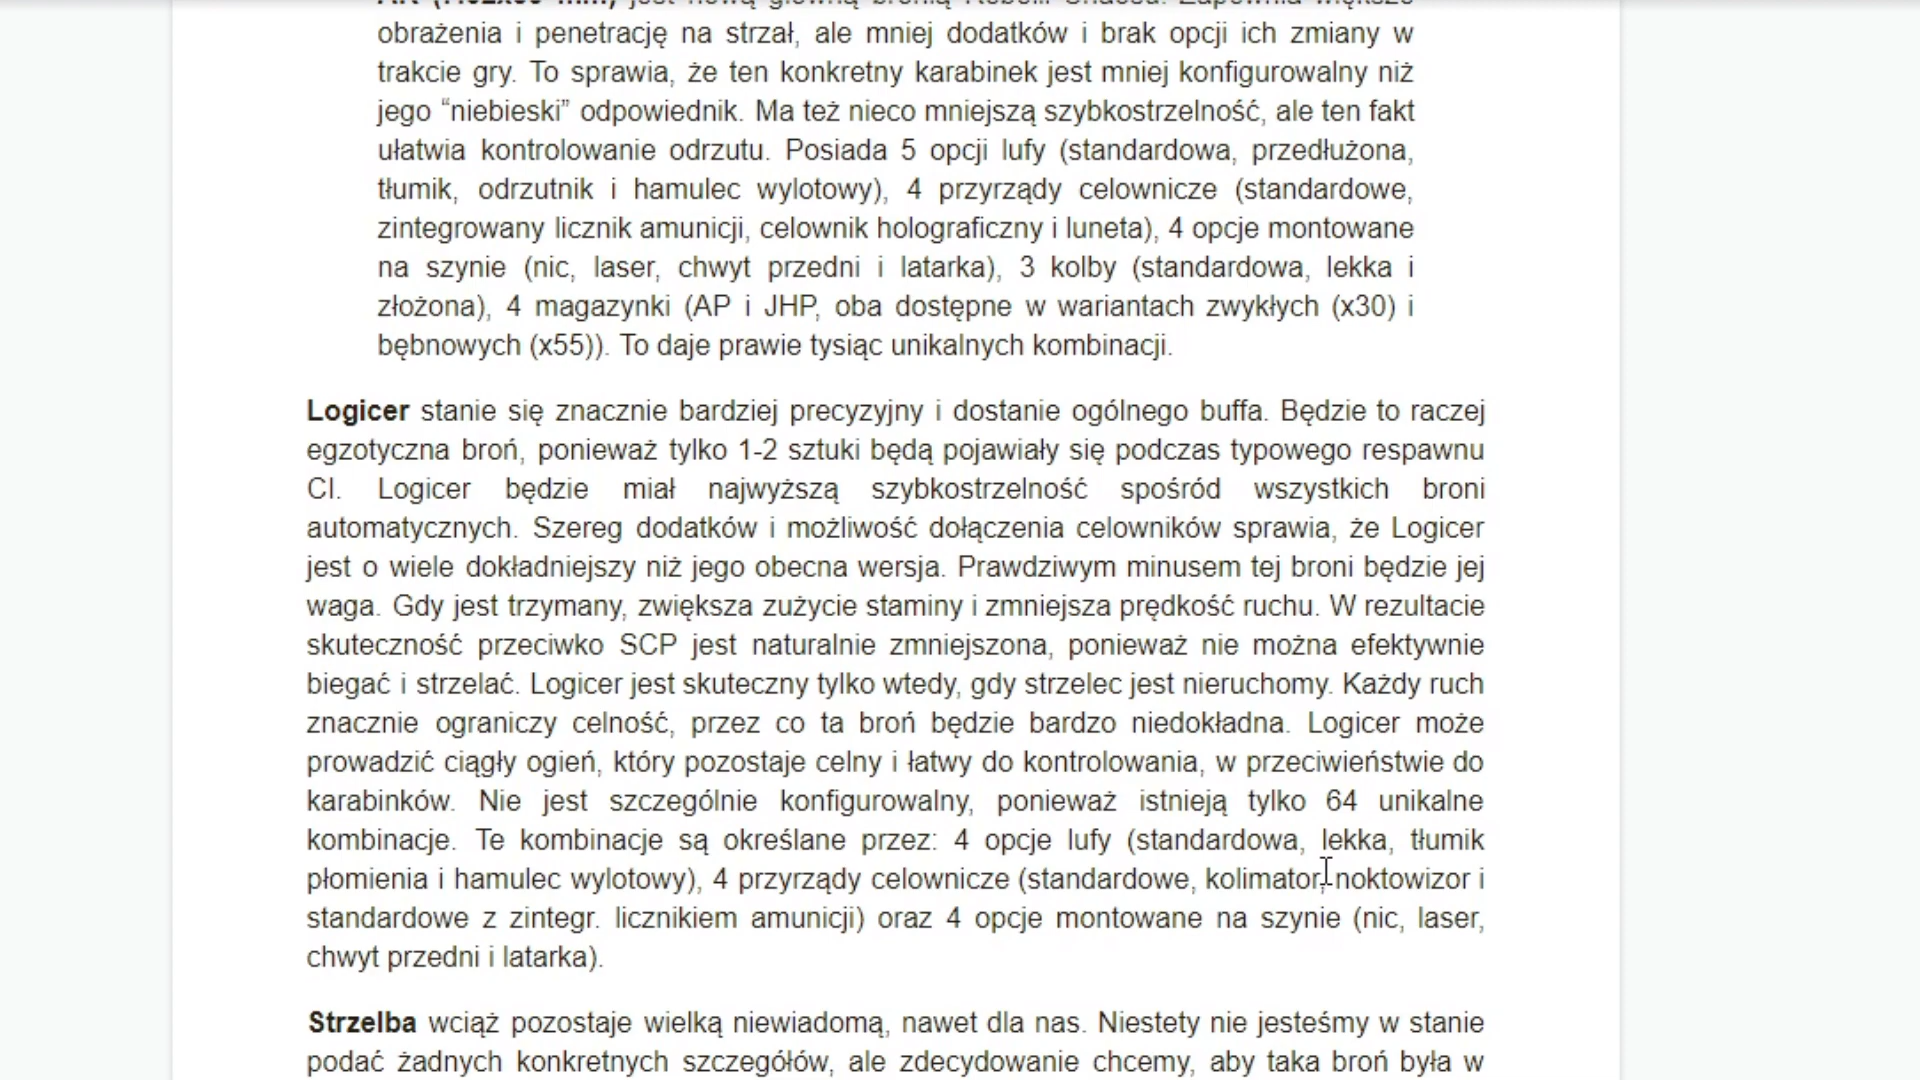 jest nową główną bronią Rebelii Chaosu. Zapewnia większe
obrażenia i penetrację na strzał, ale mniej dodatków i brak opcji ich zmiany w
trakcie gry. To sprawia, że ten konkretny karabinek jest mniej konfigurowalny niż
jego “niebieski” odpowiednik. Ma też nieco mniejszą szybkostrzelność, ale ten fakt
ułatwia kontrolowanie odrzutu. Posiada 5 opcji lufy (standardowa, przedłużona,
tłumik, odrzutnik i hamulec wylotowy), 4 przyrządy celownicze (standardowe,
zintegrowany licznik amunicji, celownik holograficzny i luneta), 4 opcje montowane
na szynie (nic, laser, chwyt przedni i latarka), 3 kolby (standardowa, lekka i
złożona), 4 magazynki (AP i JHP, oba dostępne w wariantach zwykłych (x30) i
bębnowych (x55)). To daje prawie tysiąc unikalnych kombinacji.
Logicer stanie się znacznie bardziej precyzyjny i dostanie ogólnego buffa. Będzie to raczej
egzotyczna broń, ponieważ tylko 1-2 sztuki będą pojawiały się podczas typowego respawnu
CI. Logicer będzie miał najwyższą szybkostrzelność spośród wszystkich broni
automatycznych. Szereg dodatków i możliwość dołączenia celowników sprawia, że Logicer
jest o wiele dokładniejszy niż jego obecna wersja. Prawdziwym minusem tej broni będzie jej
waga. Gdy jest trzymany, zwiększa zużycie staminy i zmniejsza prędkość ruchu. W rezultacie
skuteczność przeciwko SCP jest naturalnie zmniejszona, ponieważ nie można efektywnie
biegać i strzelać. Logicer jest skuteczny tylko wtedy, gdy strzelec jest nieruchomy. Każdy ruch
znacznie ograniczy celność, przez co ta broń będzie bardzo niedokładna. Logicer może
prowadzić ciągły ogień, który pozostaje celny i łatwy do kontrolowania, w przeciwieństwie do
karabinków. Nie jest szczególnie konfigurowalny, ponieważ istnieją tylko 64 unikalne
kombinacje. Te kombinacje są określane przez: 4 opcje lufy (standardowa, lekka, tłumik
płomienia i hamulec wylotowy), 4 przyrządy celownicze (standardowe, kolimator, noktowizor i
standardowe z zintegr. licznikiem amunicji) oraz 4 opcje montowane na szynie (nic, laser,
chwyt przedni i latarka).
Strzelba wciąż pozostaje wielką niewiadomą, nawet dla nas. Niestety nie jesteśmy w stanie
podać żadnych konkretnych szczegółów, ale zdecydowanie chcemy, aby taka broń była w